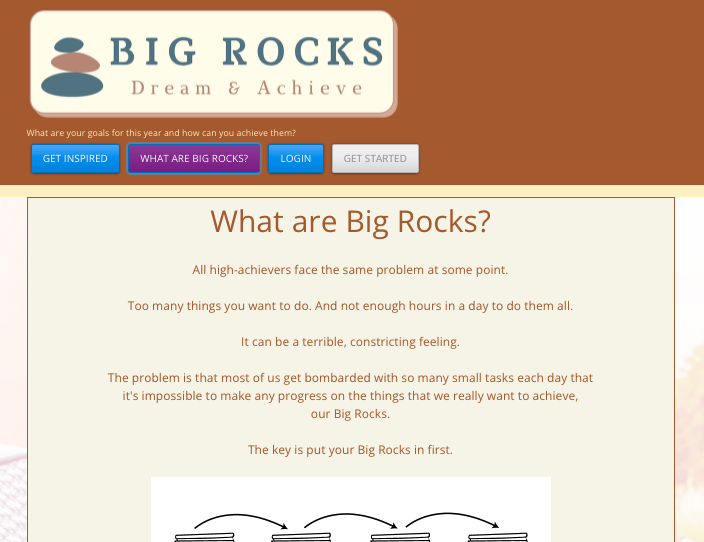 BIG ROCKS
Dream & Achieve
What are your goals for this year and how can you achieve them?
GET INSPIRED
WHAT ARE BIG ROCKS?
LOGIN
GET STARTED
What are Big Rocks?
All high-achievers face the same problem at some point.
Too many things you want to do. And not enough hours in a day to do them all.
It can be a terrible, constricting feeling.
The problem is that most of us get bombarded with so many small tasks each day that
it's impossible to make any progress on the things that we really want to achieve,
our Big Rocks.
The key is put your Big Rocks in first.